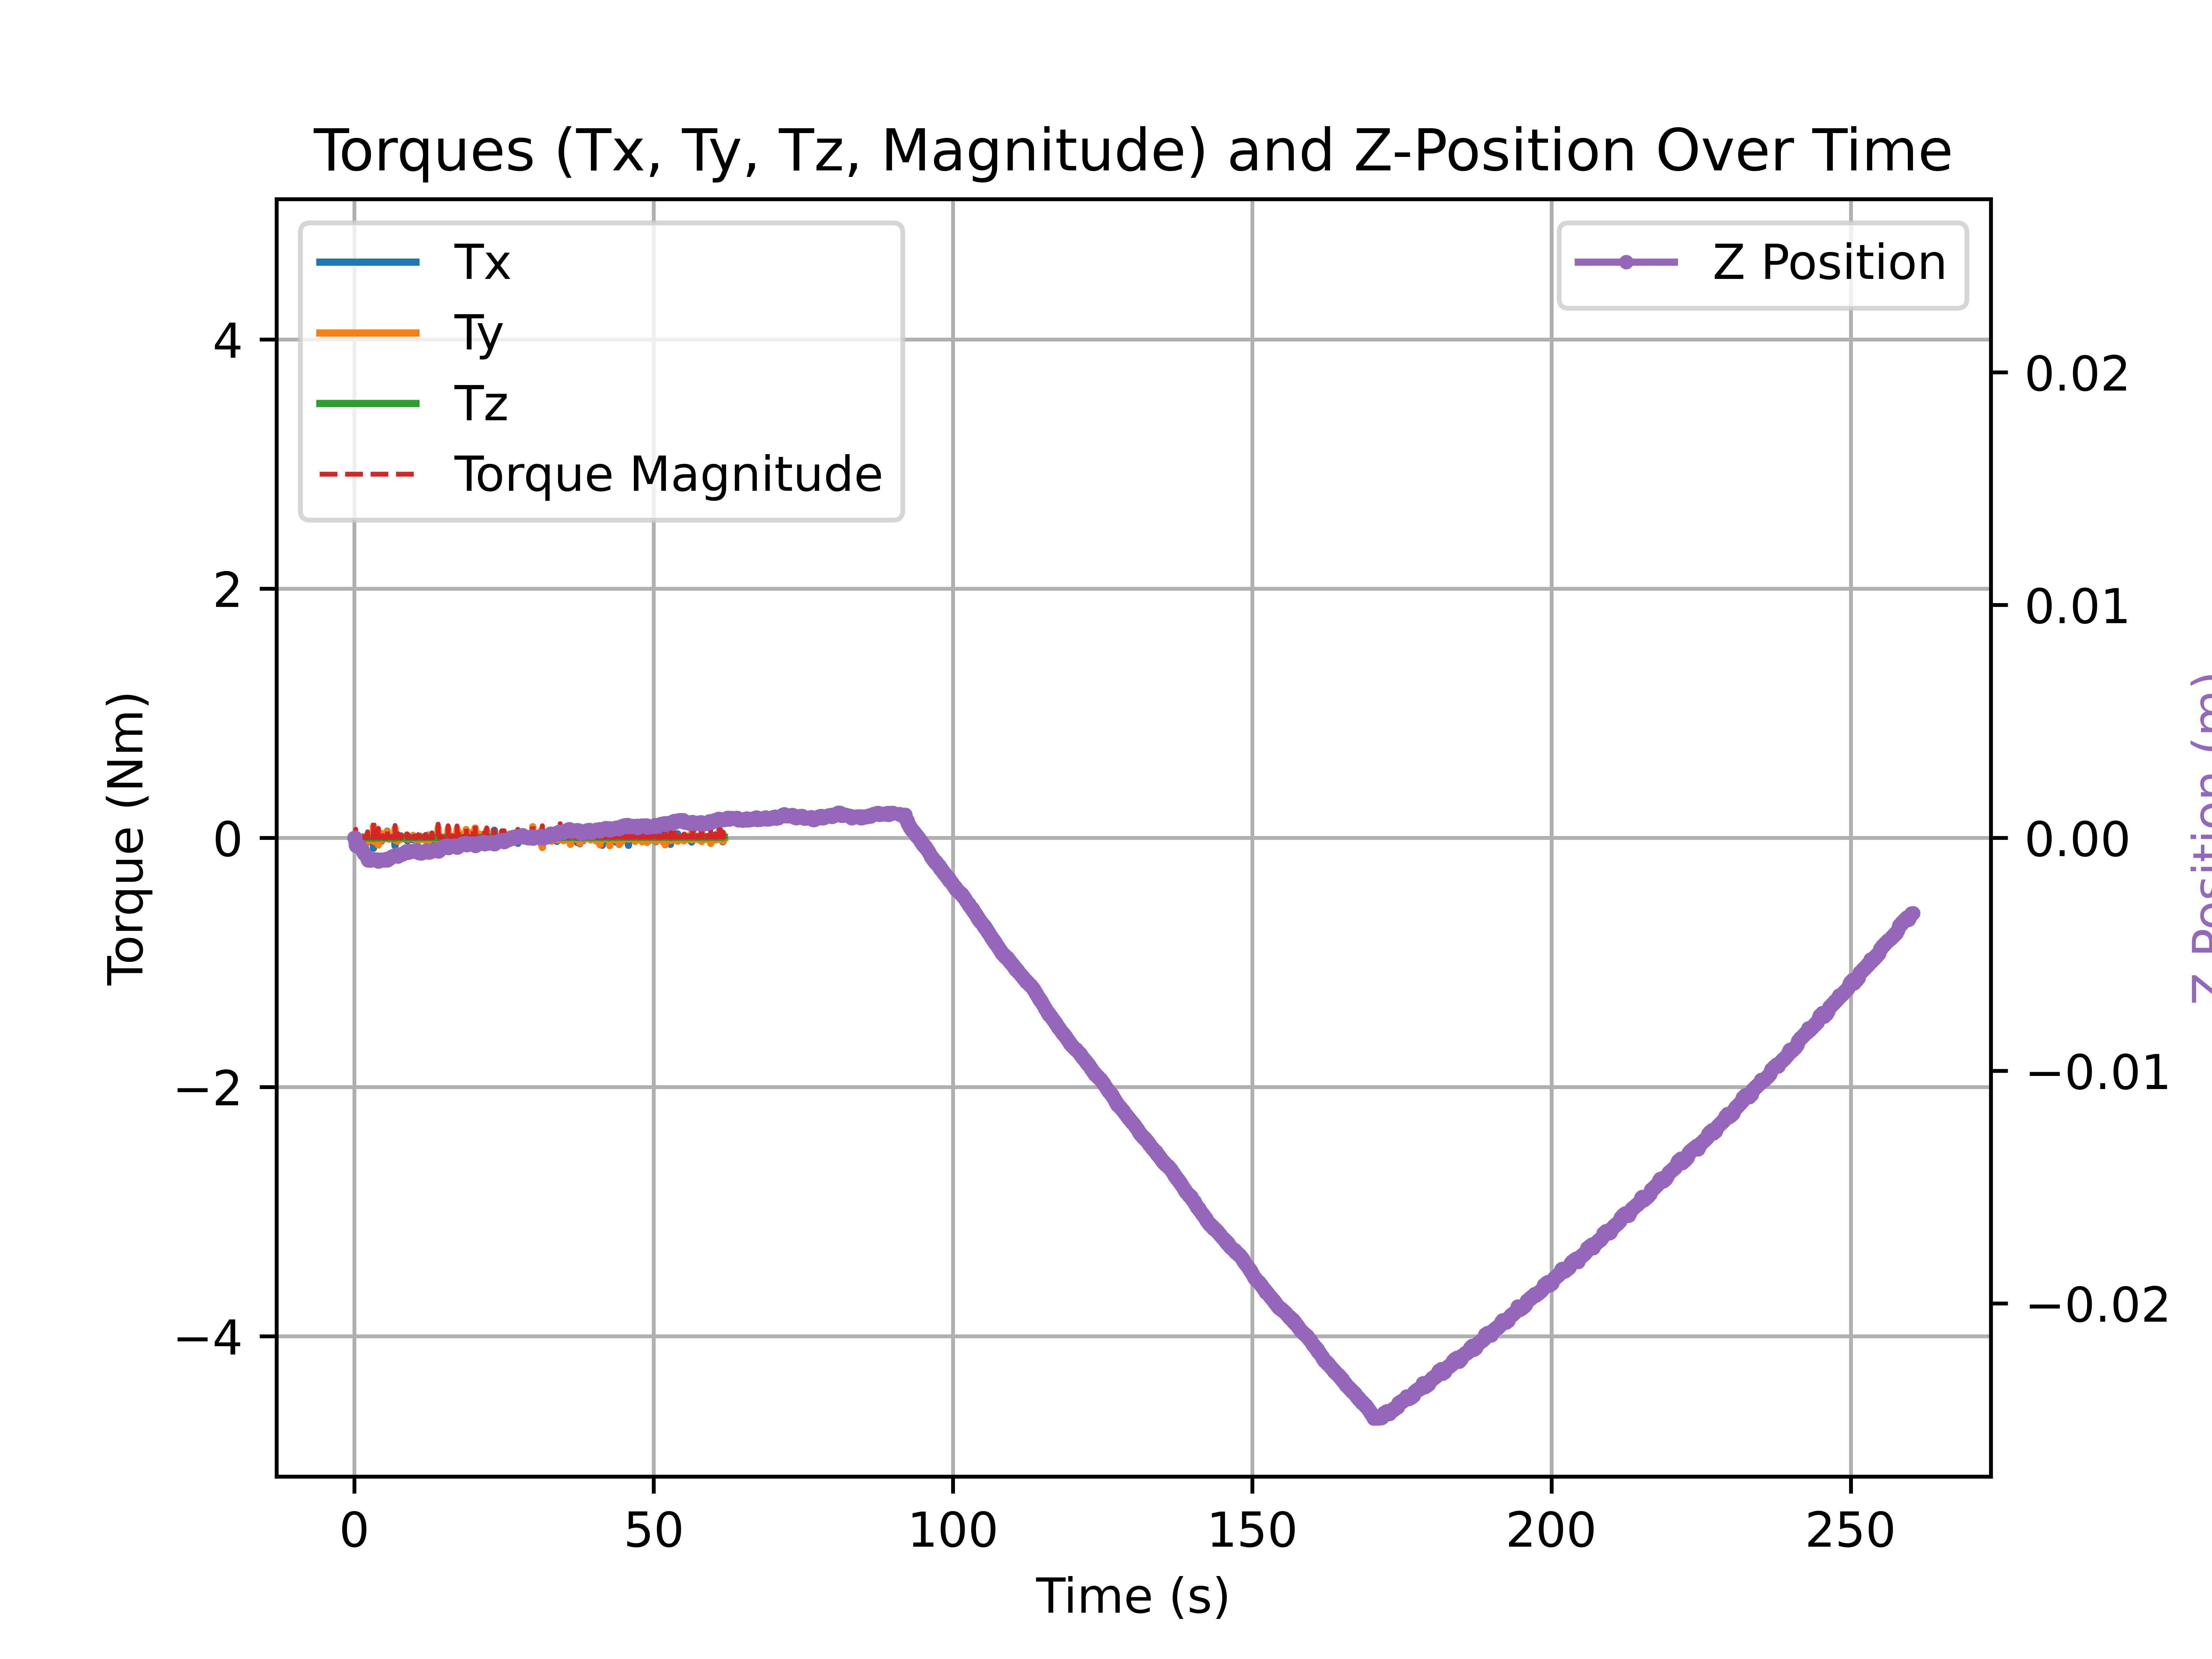 Torques (Tx, Ty, Tz, Magnitude) and Z-Position Over Time
Tx
Ty
Tz
Torque Magnitude
Z Position
4
2
0
−2
−4
Torque (Nm)
0.02
0.01
0.00
−0.01
−0.02
Z Position (m)
0
50
100
150
200
250
Time (s)